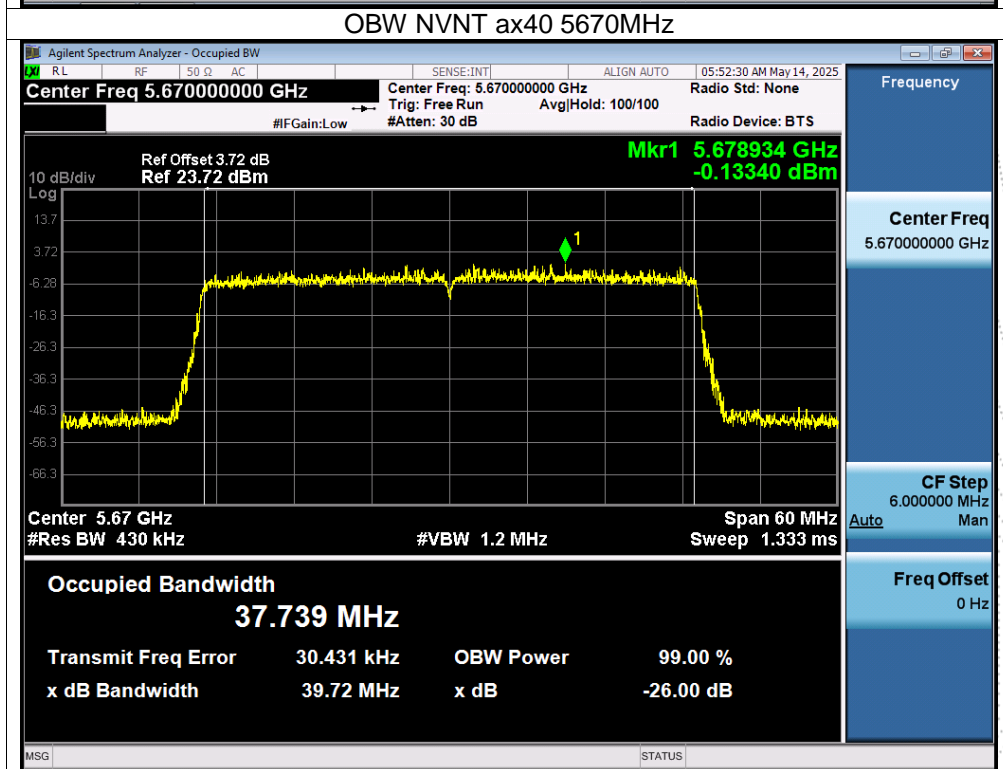 OBW NVNT ax40 5670MHz
Agilent Spectrum Analyzer - Occupied BW
LXI RL RF 50 Ω AC SENSE:INT ALIGN AUTO 05:52:30 AM May 14, 2025
Center Freq 5.670000000 GHz
Center Freq: 5.670000000 GHz
Radio Std: None
Trig: Free Run Avg|Hold: 100/100
#IFGain:Low
#Atten: 30 dB
Radio Device: BTS
Frequency
Mkr1 5.678934 GHz
-0.13340 dBm
Ref Offset 3.72 dB
10 dB/div Ref 23.72 dBm
Log
13.7
3.72
-6.28
-16.3
-26.3
-36.3
-46.3
-56.3
-66.3
1
Center 5.67 GHz Span 60 MHz
#Res BW 430 kHz #VBW 1.2 MHz Sweep 1.333 ms
Center Freq
5.670000000 GHz
CF Step
6.000000 MHz
Auto Man
Freq Offset
0 Hz
Occupied Bandwidth
37.739 MHz
Transmit Freq Error 30.431 kHz OBW Power 99.00 %
x dB Bandwidth 39.72 MHz x dB -26.00 dB
MSG STATUS